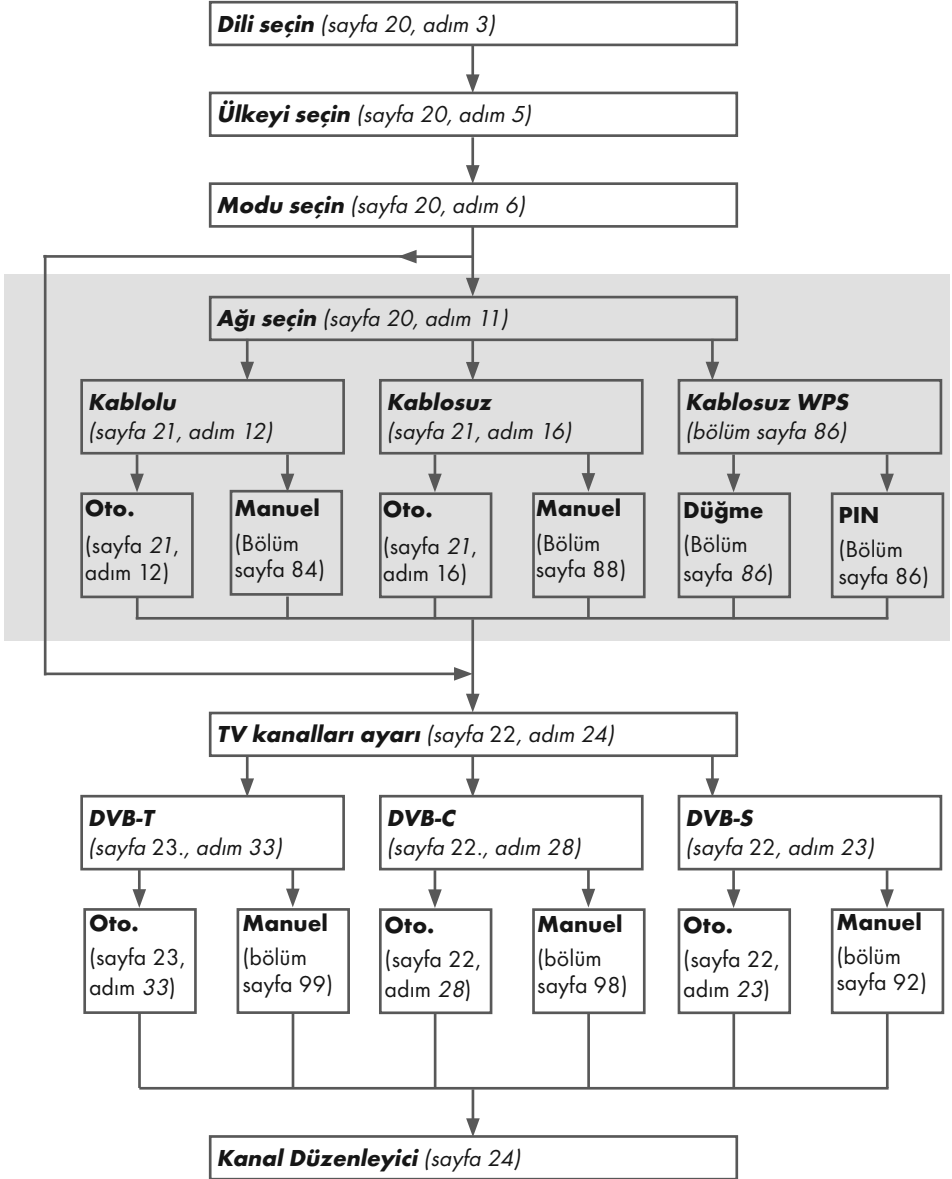 Dili seçin (sayfa 20, adım 3)
Ülkeyi seçin (sayfa 20, adım 5)
Modu seçin (sayfa 20, adım 6)
Ağı seçin (sayfa 20, adım 11)
Kablolu
(sayfa 21, adım 12)
Kablosuz
(sayfa 21, adım 16)
Kablosuz WPS
(bölüm sayfa 86)
Oto.
(sayfa 21,
adım 12)
Manuel
(Bölüm
sayfa 84)
Oto.
(sayfa 21,
adım 16)
Manuel
(Bölüm
sayfa 88)
Düğme
(Bölüm
sayfa 86)
PIN
(Bölüm
sayfa 86)
TV kanalları ayarı (sayfa 22, adım 24)
DVB-T
(sayfa 23., adım 33)
DVB-C
(sayfa 22., adım 28)
DVB-S
(sayfa 22, adım 23)
Oto.
(sayfa 23,
adım 33)
Manuel
(bölüm
sayfa 99)
Oto.
(sayfa 22,
adım 28)
Manuel
(bölüm
sayfa 98)
Oto.
(sayfa 22,
adım 23)
Manuel
(bölüm
sayfa 92)
Kanal Düzenleyici (sayfa 24)